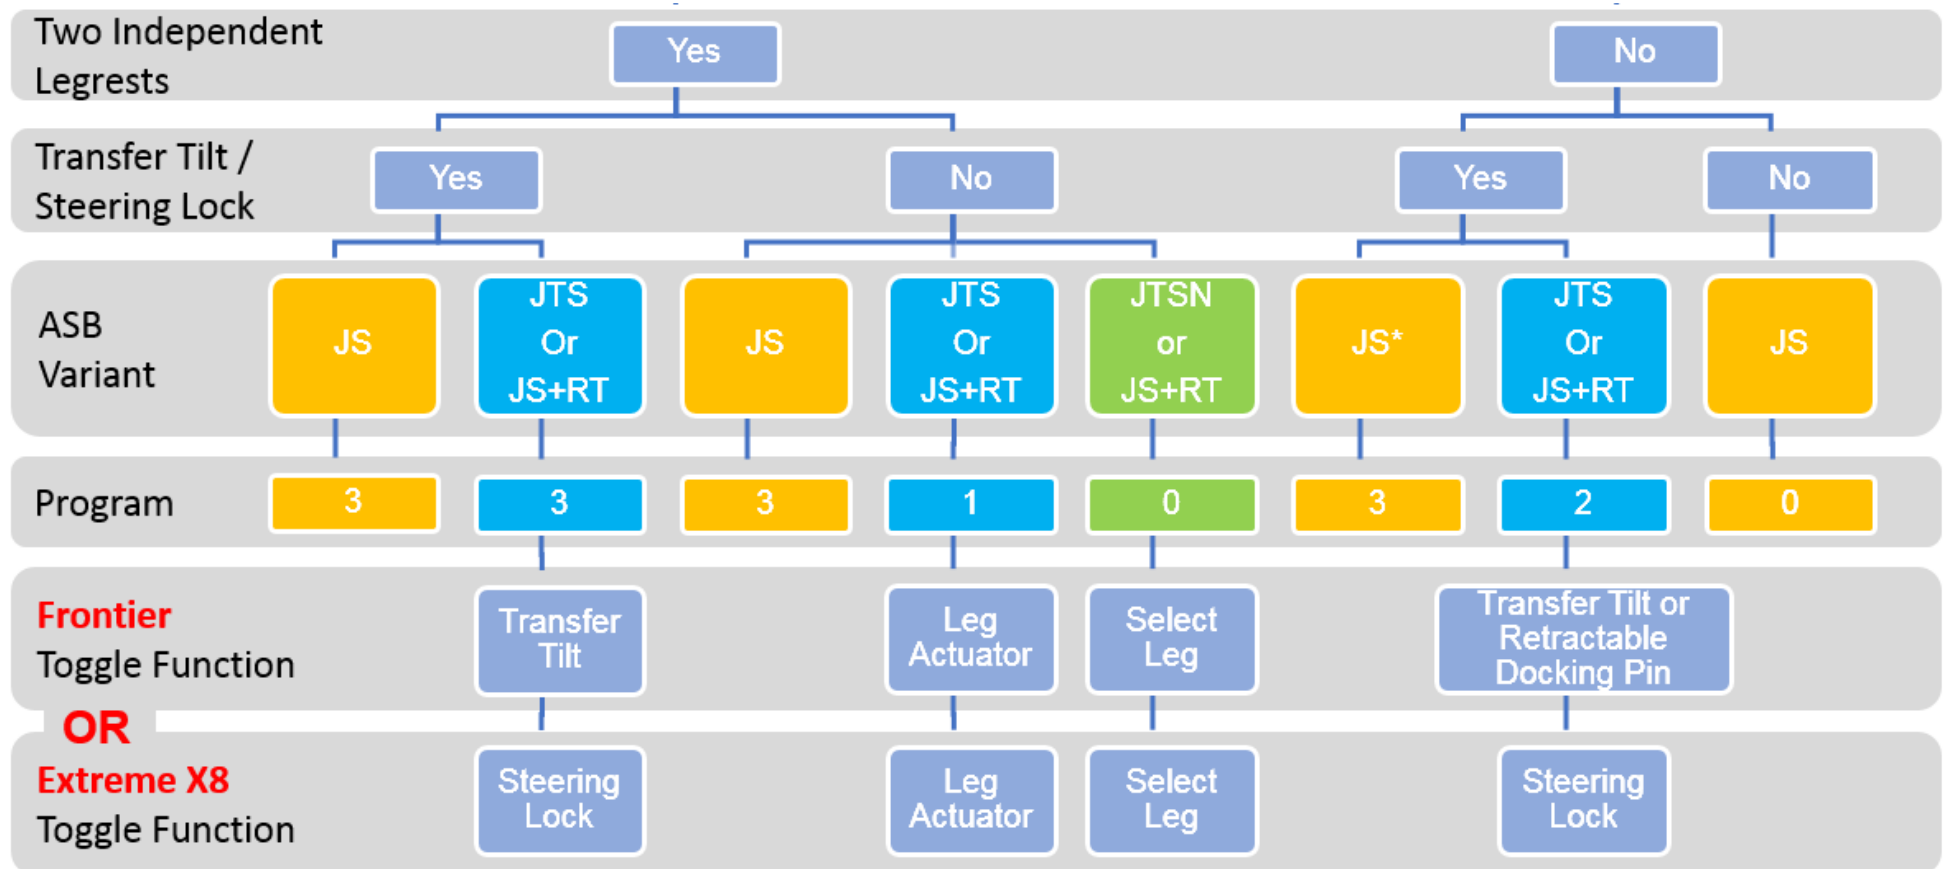 Two Independent
Legrests
Yes
No
Transfer Tilt /
Steering Lock
Yes
No
Yes
No
ASB
Variant
JS
JTS
Or
JS+RT
JS
JTS
Or
JS+RT
JTSN
or
JS+RT
JS*
JTS
Or
JS+RT
JS
Program
3
3
3
1
0
3
2
0
Frontier
Toggle Function
Transfer
Tilt
Leg
Actuator
Select
Leg
Transfer Tilt or
Retractable
Docking Pin
OR
Extreme X8
Toggle Function
Steering
Lock
Leg
Actuator
Select
Leg
Steering
Lock